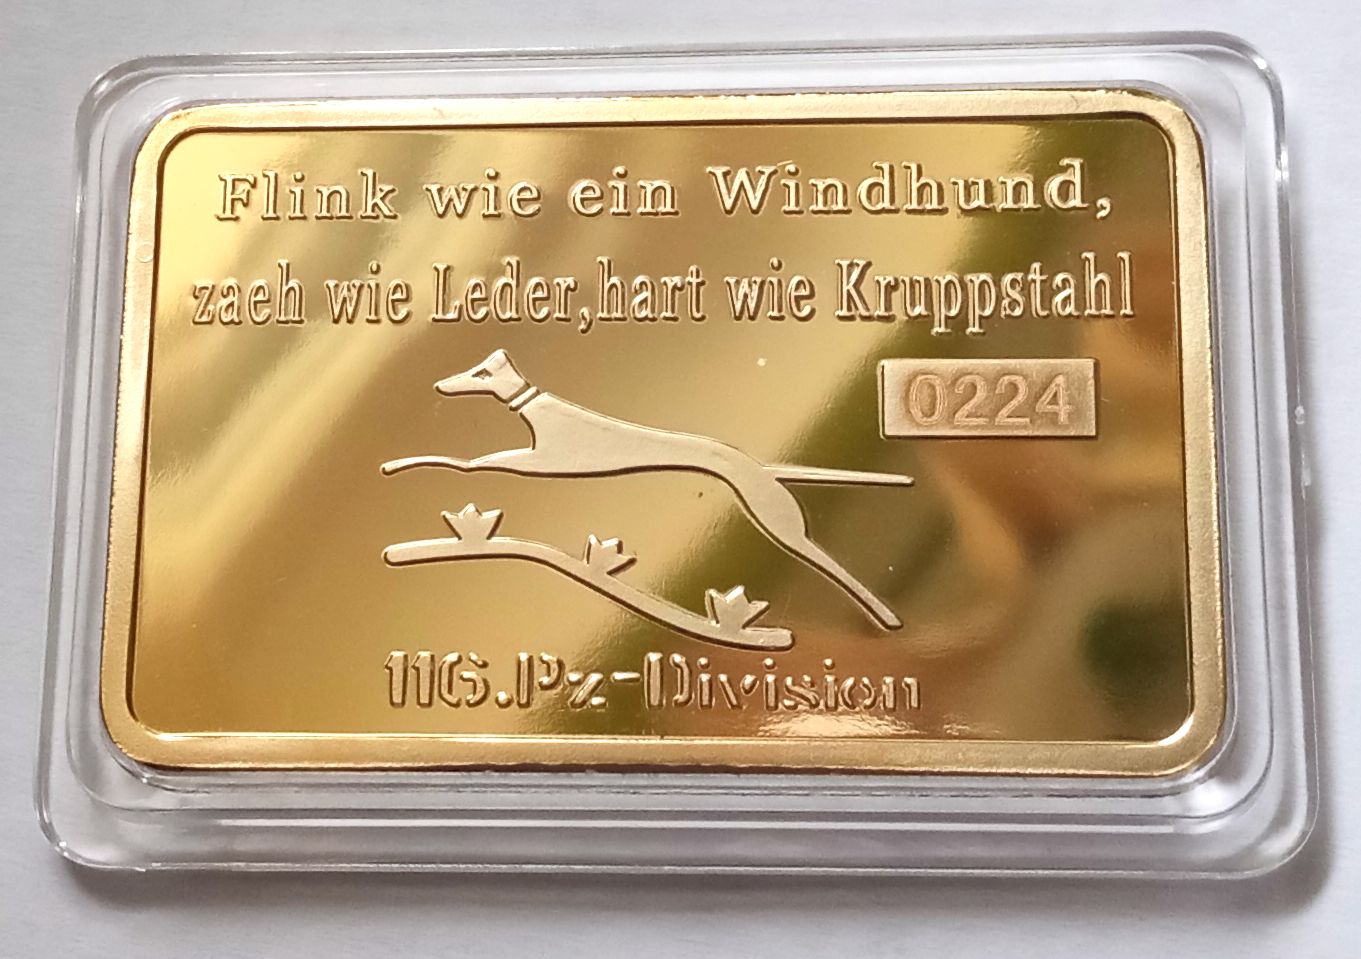 Flink wie ein Windhund,
zaeh wie Leder,hart wie Kruppstahl
0224
116.Pz-Division